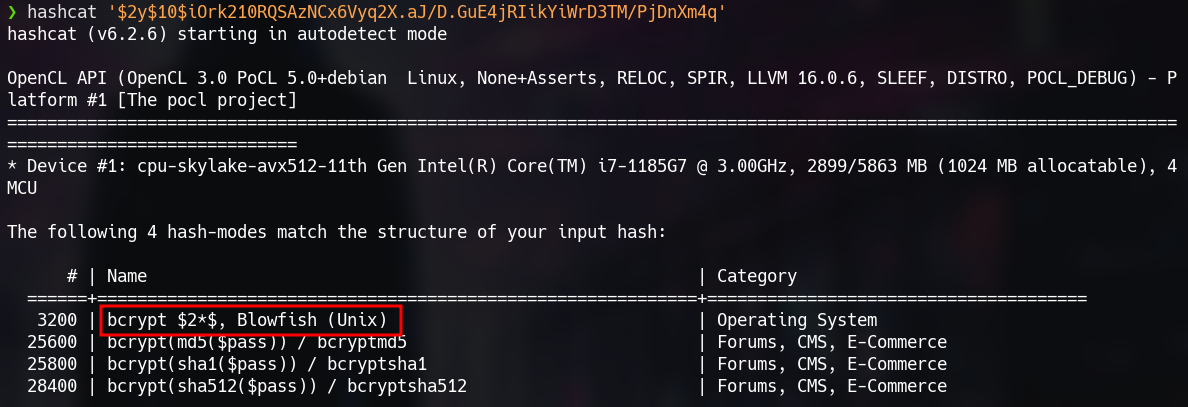 ❯ hashcat '$2y$10$iOrk210RQSAzNCx6Vyq2X.aJ/D.GuE4jRIikYiWrD3TM/PjDnXm4q'
hashcat (v6.2.6) starting in autodetect mode
OpenCL API (OpenCL 3.0 PoCL 5.0+debian  Linux, None+Asserts, RELOC, SPIR, LLVM 16.0.6, SLEEF, DISTRO, POCL_DEBUG) - P
latform #1 [The pocl project]
=====================================================================================================================
=============================
* Device #1: cpu-skylake-avx512-11th Gen Intel(R) Core(TM) i7-1185G7 @ 3.00GHz, 2899/5863 MB (1024 MB allocatable), 4
MCU
The following 4 hash-modes match the structure of your input hash:
      # | Name                                                       | Category
  ======+============================================================+======================================
   3200 | bcrypt $2*$, Blowfish (Unix)                               | Operating System
  25600 | bcrypt(md5($pass)) / bcryptmd5                             | Forums, CMS, E-Commerce
  25800 | bcrypt(sha1($pass)) / bcryptsha1                           | Forums, CMS, E-Commerce
  28400 | bcrypt(sha512($pass)) / bcryptsha512                       | Forums, CMS, E-Commerce